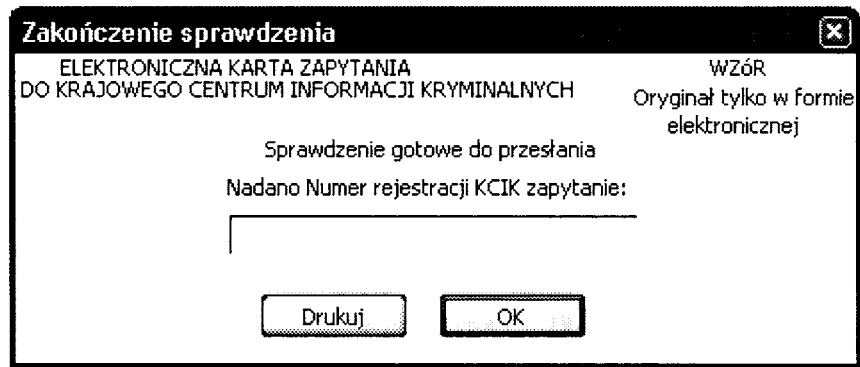 Zakończenie sprawdzenia
ELEKTRONICZNA KARTA ZAPYTANIA
DO KRAJOWEGO CENTRUM INFORMACJI KRYMINALNYCH
WZóR
Oryginał tylko w formie
elektronicznej
Sprawdzenie gotowe do przesłania
Nadano Numer rejestracji KCIK zapytanie:
Drukuj
OK